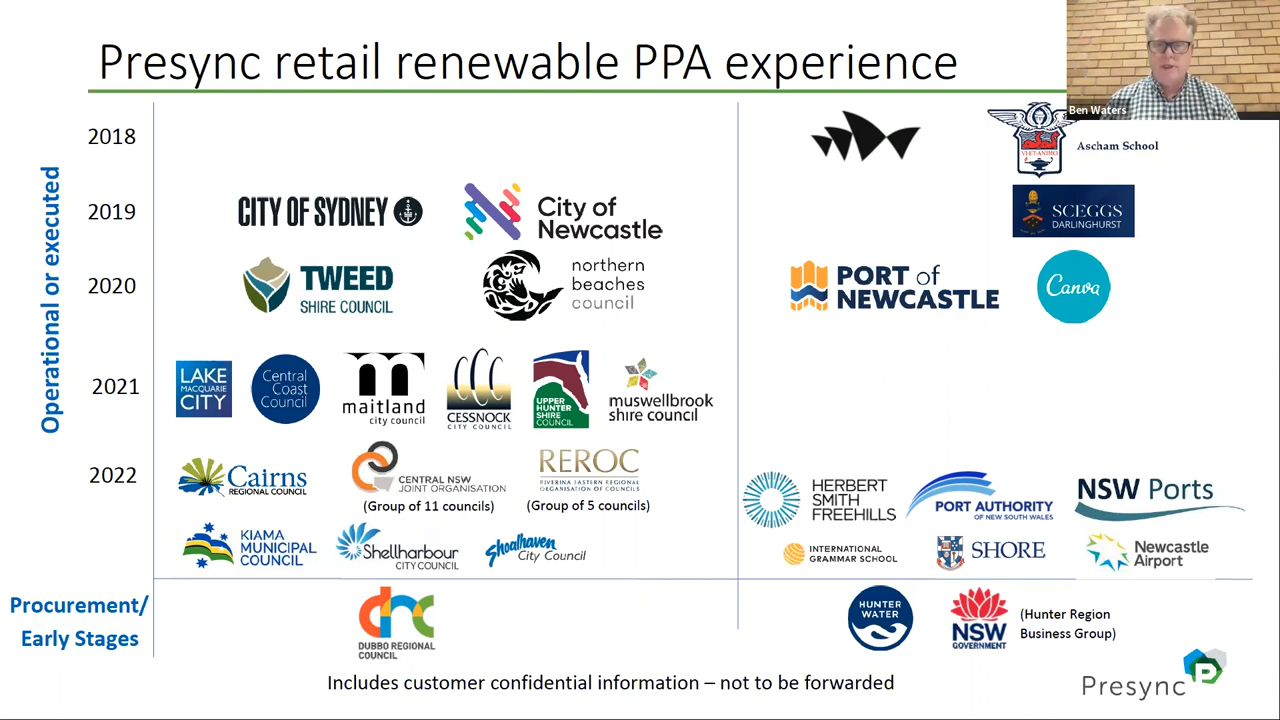 Presync retail renewable PPA experience
Ben Waters
Operational or executed
2018
VI ET ANIMO
Ascham School
2019
CITY OF SYDNEY
City of
Newcastle
SCEGGS
DARLINGHURST
2020
TWEED
SHIRE COUNCIL
northern
beaches
council
PORT of
NEWCASTLE
Canva
2021
LAKE
MACQUARIE
CITY
Central
Coast
Council
maitland
city council
CESSNOCK
CITY COUNCIL
UPPER
HUNTER
SHIRE
COUNCIL
muswellbrook
shire council
2022
Cairns
REGIONAL COUNCIL
CENTRAL NSW
JOINT ORGANISATION
(Group of 11 councils)
REROC
RIVERINA EASTERN REGIONAL
ORGANISATION OF COUNCILS
(Group of 5 councils)
HERBERT
SMITH
FREEHILLS
PORT AUTHORITY
OF NEW SOUTH WALES
NSW Ports
KIAMA
MUNICIPAL
COUNCIL
Shellharbour
CITY COUNCIL
Shoalhaven
City Council
INTERNATIONAL
GRAMMAR SCHOOL
SHORE
Newcastle
Airport
Procurement/
Early Stages
drc
DUBBO REGIONAL
COUNCIL
HUNTER
WATER
NSW
GOVERNMENT
(Hunter Region
Business Group)
Includes customer confidential information – not to be forwarded
Presync